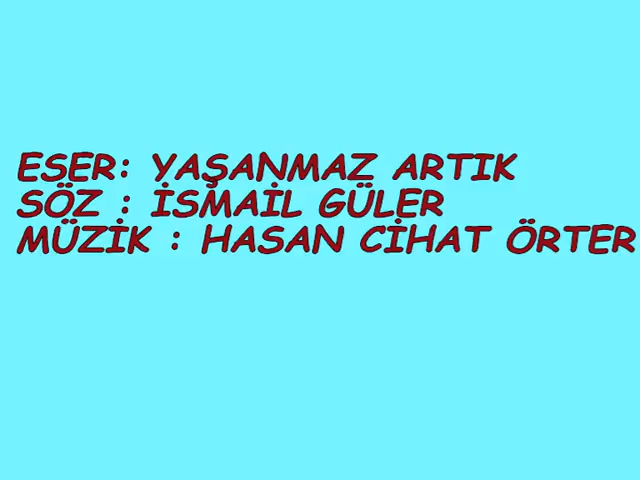 ESER: YAŞANMAZ ARTIK
SÖZ : İSMAİL GÜLER
MÜZİK : HASAN CİHAT ÖRTER